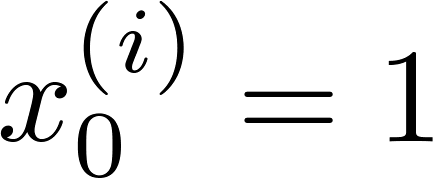 x_0^{(i)} = 1